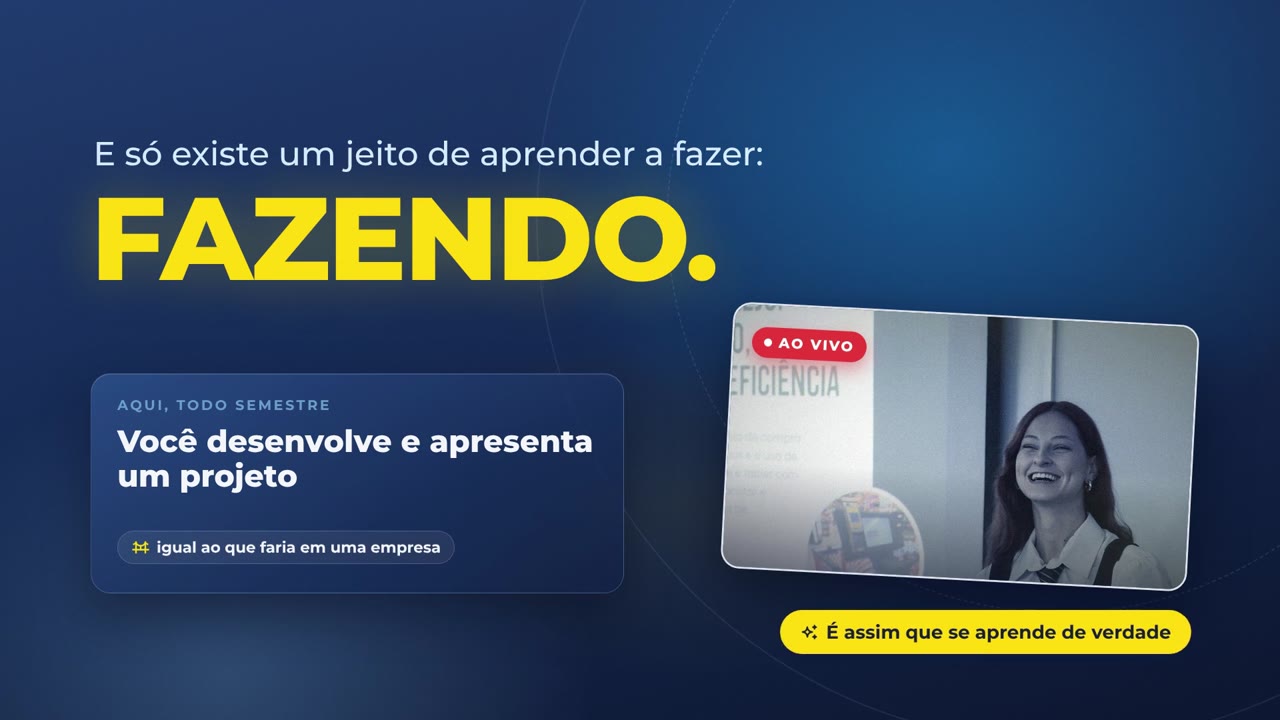 E só existe um jeito de aprender a fazer:
FAZENDO.
AO VIVO
EFICIÊNCIA
AQUI, TODO SEMESTRE
Você desenvolve e apresenta
um projeto
igual ao que faria em uma empresa
É assim que se aprende de verdade